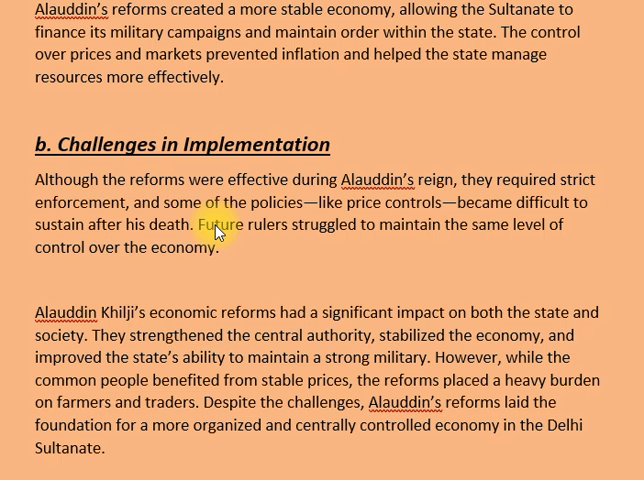 Alauddin's reforms created a more stable economy, allowing the Sultanate to
finance its military campaigns and maintain order within the state. The control
over prices and markets prevented inflation and helped the state manage
resources more effectively.
b. Challenges in Implementation
Although the reforms were effective during Alauddin's reign, they required strict
enforcement, and some of the policies—like price controls—became difficult to
sustain after his death. Future rulers struggled to maintain the same level of
control over the economy.
Alauddin Khilji's economic reforms had a significant impact on both the state and
society. They strengthened the central authority, stabilized the economy, and
improved the state's ability to maintain a strong military. However, while the
common people benefited from stable prices, the reforms placed a heavy burden
on farmers and traders. Despite the challenges, Alauddin's reforms laid the
foundation for a more organized and centrally controlled economy in the Delhi
Sultanate.